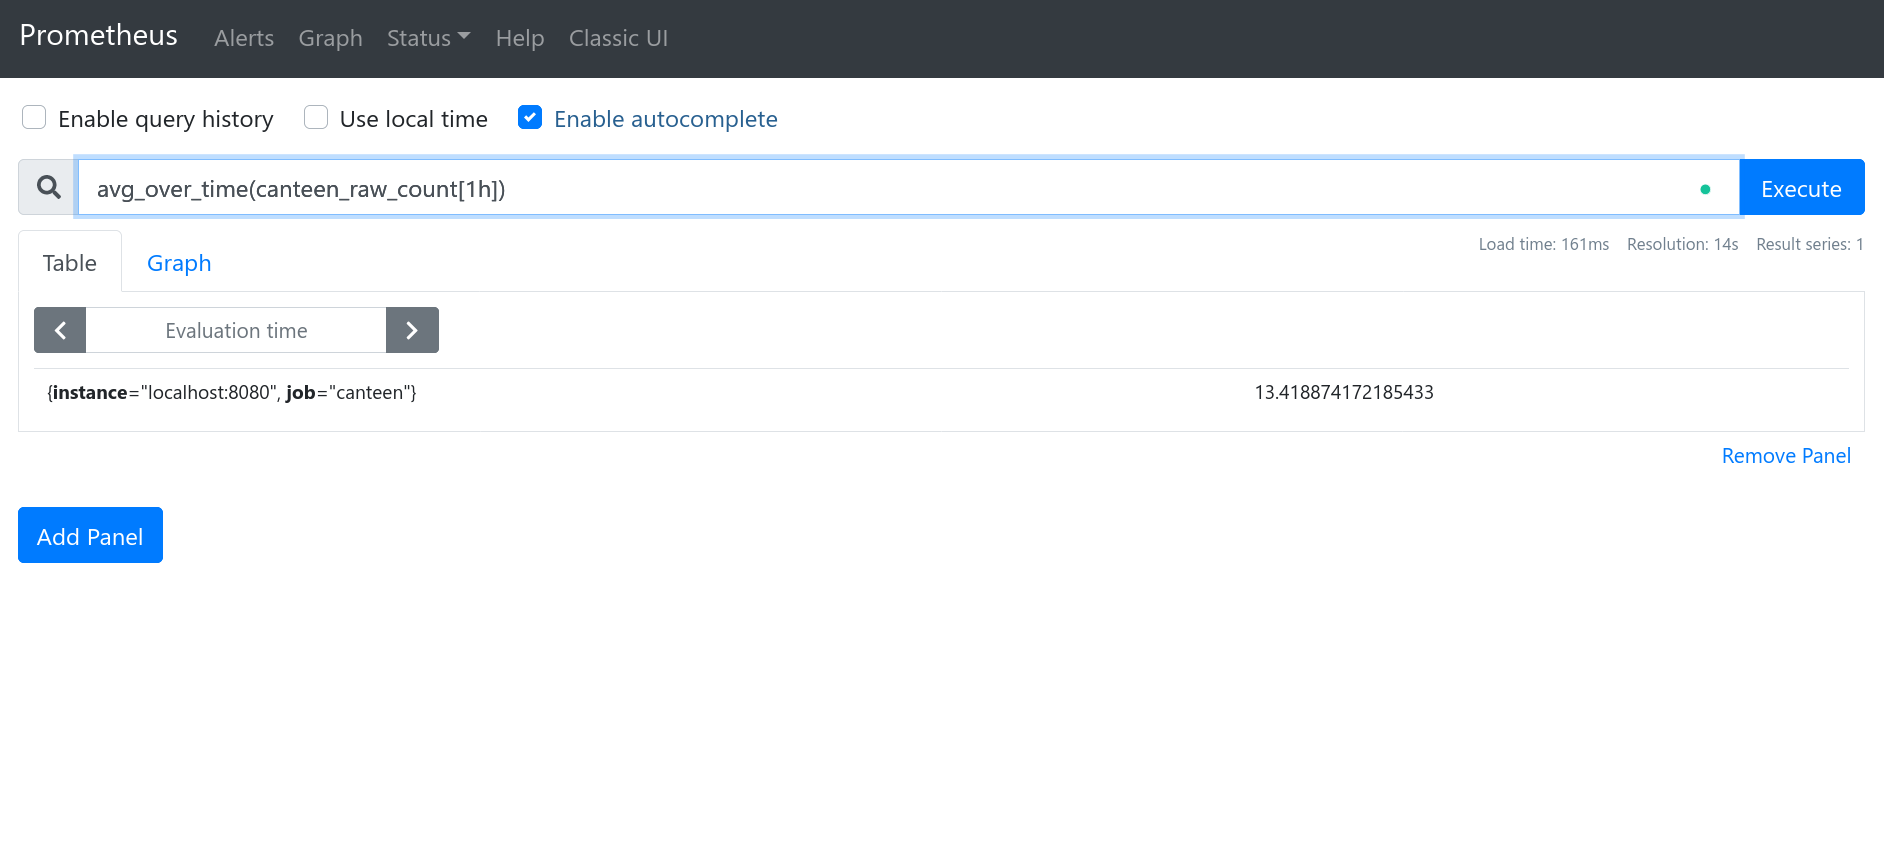 Prometheus Alerts Graph Status Help Classic UI
Enable query history Use local time Enable autocomplete
avg_over_time(canteen_raw_count[1h]) Execute
Table Graph Load time: 161ms Resolution: 14s Result series: 1
Evaluation time
{instance="localhost:8080", job="canteen"} 13.418874172185433
Remove Panel
Add Panel